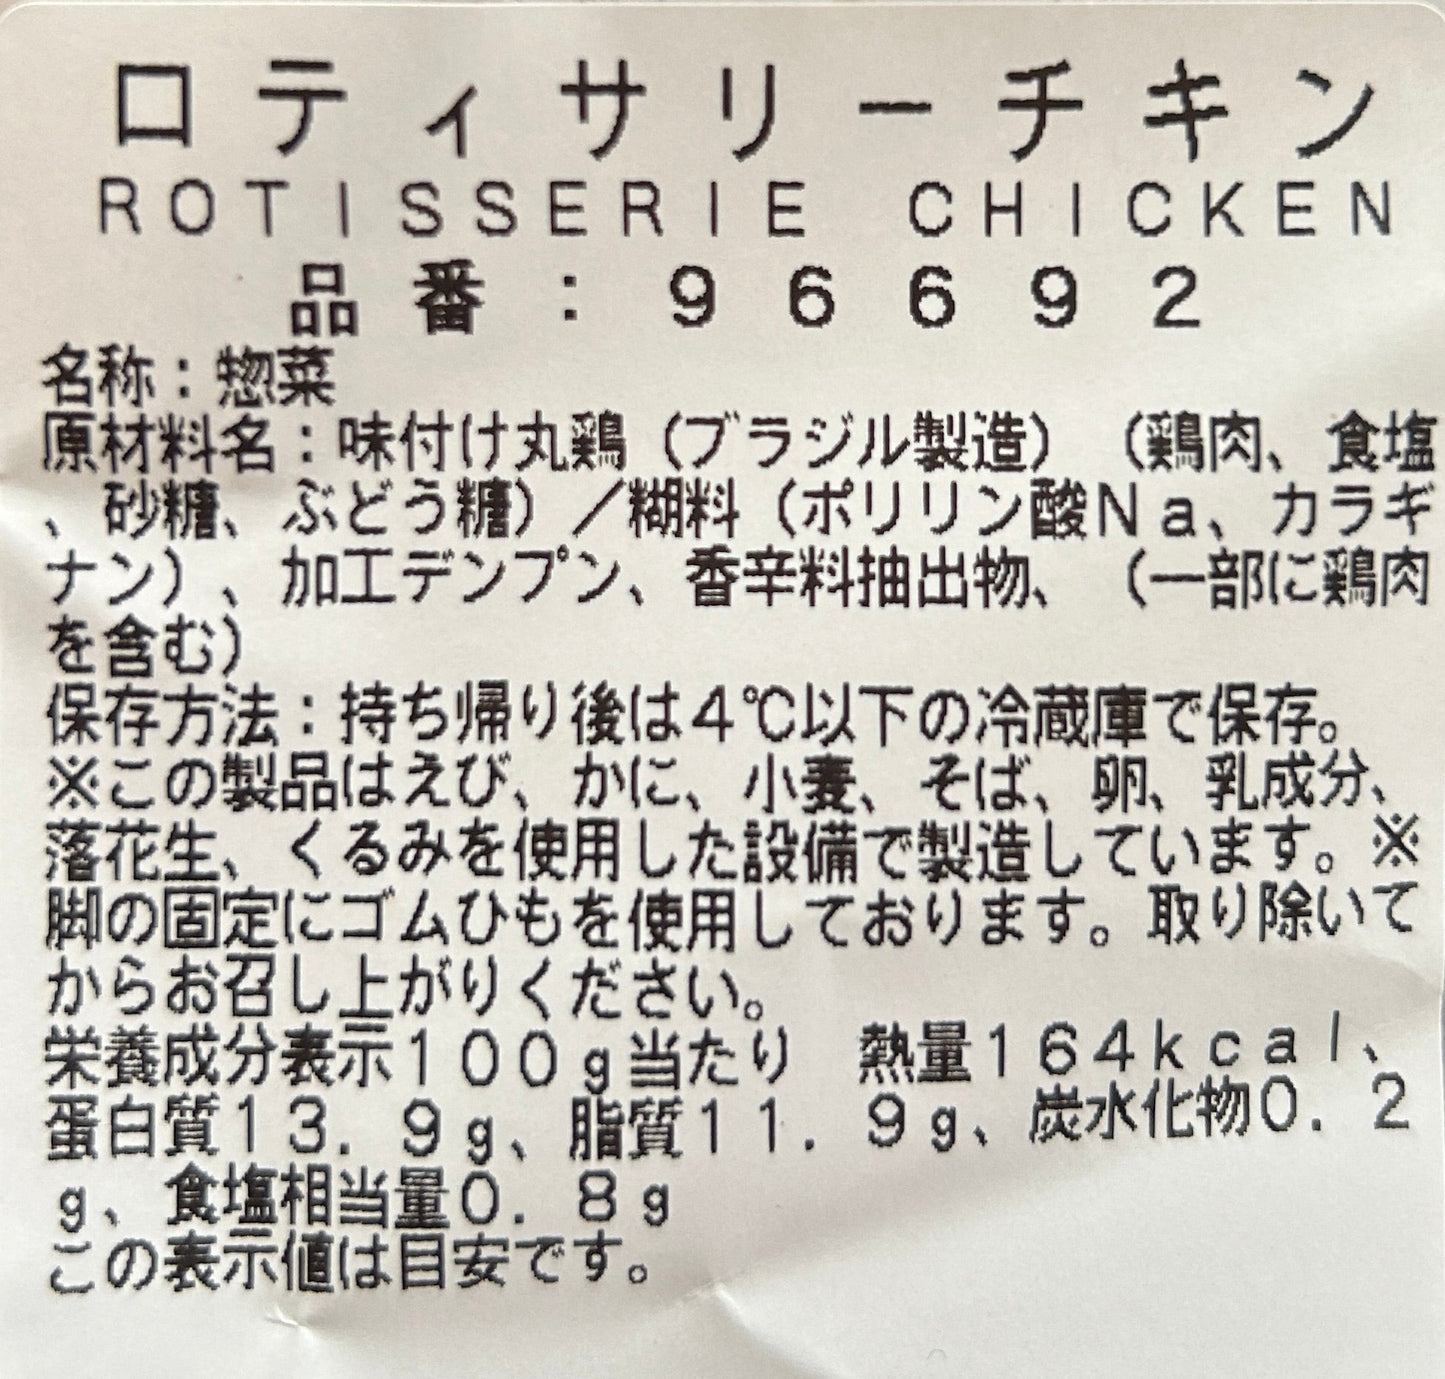 ロティサリーチキン
ROTISSERIE CHICKEN
品番：96692
名称：惣菜
原材料名：味付け丸鶏（ブラジル製造）（鶏肉、食塩
、砂糖、ぶどう糖）／糊料（ポリリン酸Na、カラギ
ナン）、加工デンプン、香辛料抽出物、（一部に鶏肉
を含む）
保存方法：持ち帰り後は4℃以下の冷蔵庫で保存。
※この製品はえび、かに、小麦、そば、卵、乳成分、
落花生、くるみを使用した設備で製造しています。※
脚の固定にゴムひもを使用しております。取り除いて
からお召し上がりください。
栄養成分表示100g当たり　熱量164kcal、
蛋白質13.9g、脂質11.9g、炭水化物0.2
g、食塩相当量0.8g
この表示値は目安です。